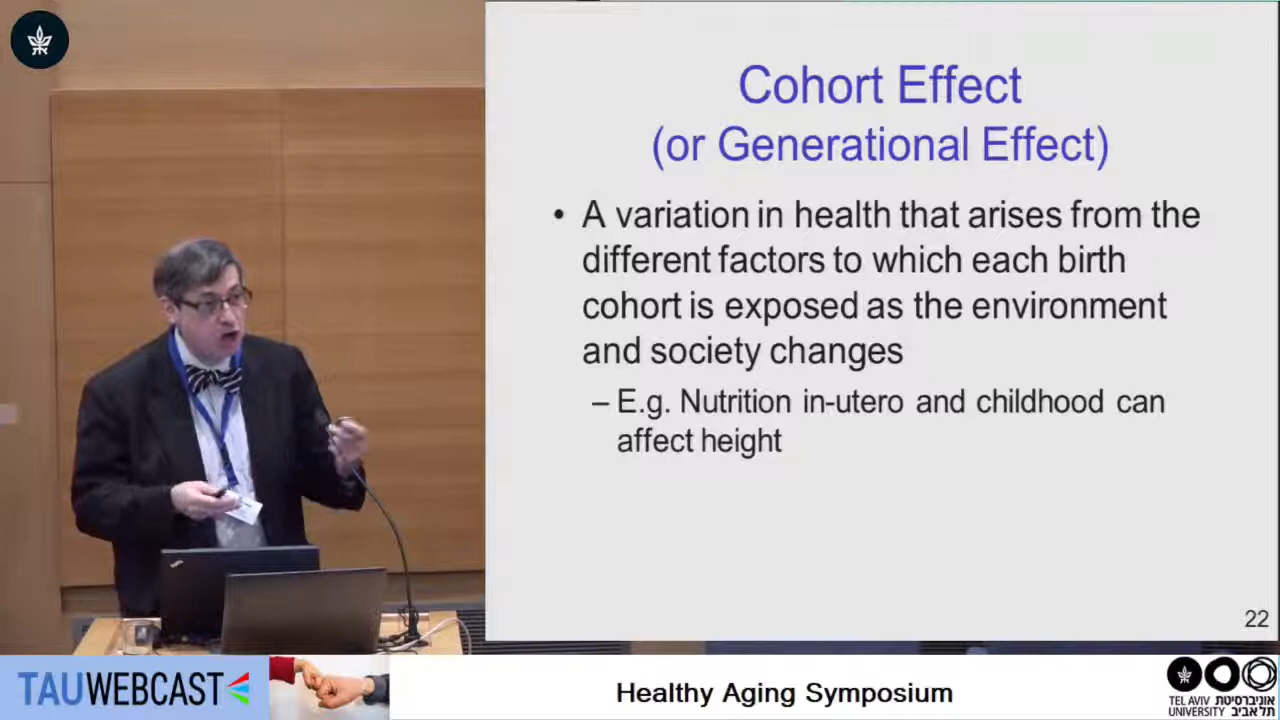 Cohort Effect
(or Generational Effect)
• A variation in health that arises from the
different factors to which each birth
cohort is exposed as the environment
and society changes
– E.g. Nutrition in-utero and childhood can
affect height
22
TAUWEBCAST
Healthy Aging Symposium
TEL AVIV אוניברסיטת
UNIVERSITY תל אביב